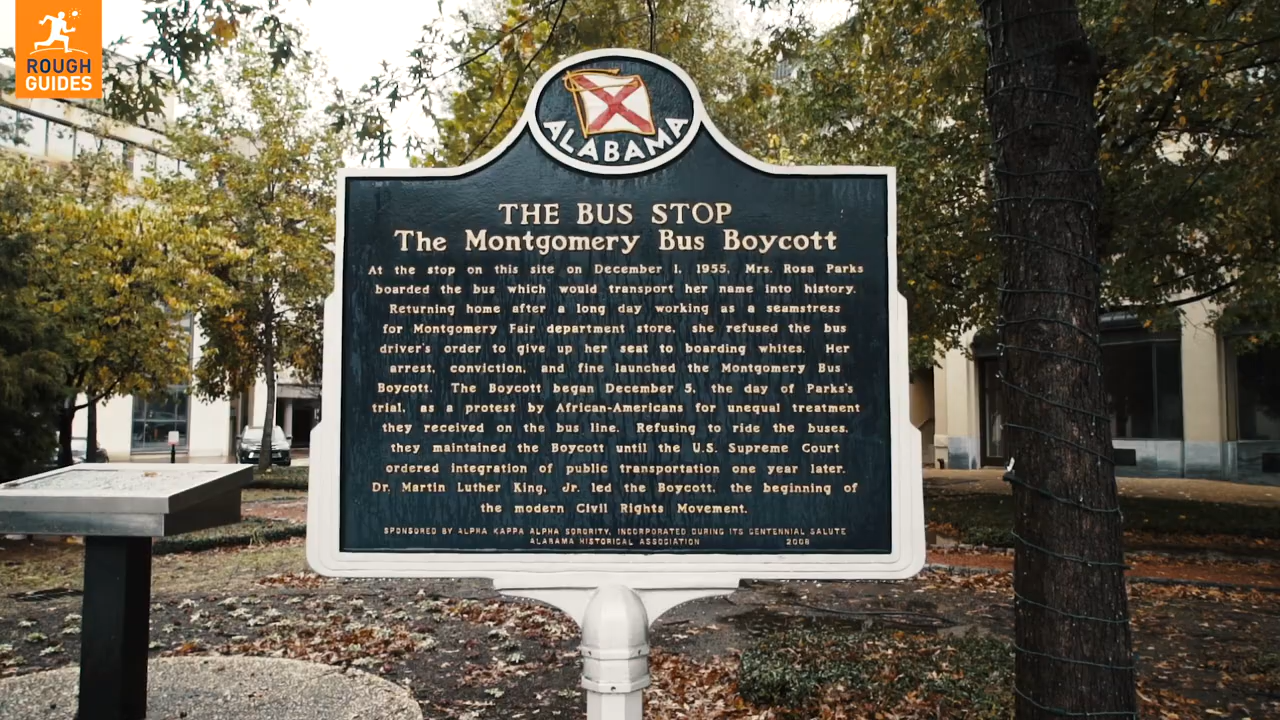 ROUGH
GUIDES
ALABAMA
THE BUS STOP
The Montgomery Bus Boycott
At the stop on this site on December 1, 1955, Mrs. Rosa Parks
boarded the bus which would transport her name into history.
Returning home after a long day working as a seamstress
for Montgomery Fair department store, she refused the bus
driver's order to give up her seat to boarding whites. Her
arrest, conviction, and fine launched the Montgomery Bus
Boycott. The Boycott began December 5, the day of Parks's
trial, as a protest by African-Americans for unequal treatment
they received on the bus line. Refusing to ride the buses,
they maintained the Boycott until the U.S. Supreme Court
ordered integration of public transportation one year later.
Dr. Martin Luther King, Jr. led the Boycott, the beginning of
the modern Civil Rights Movement.
SPONSORED BY ALPHA KAPPA ALPHA SORORITY, INCORPORATED DURING ITS CENTENNIAL SALUTE
ALABAMA HISTORICAL ASSOCIATION 2008